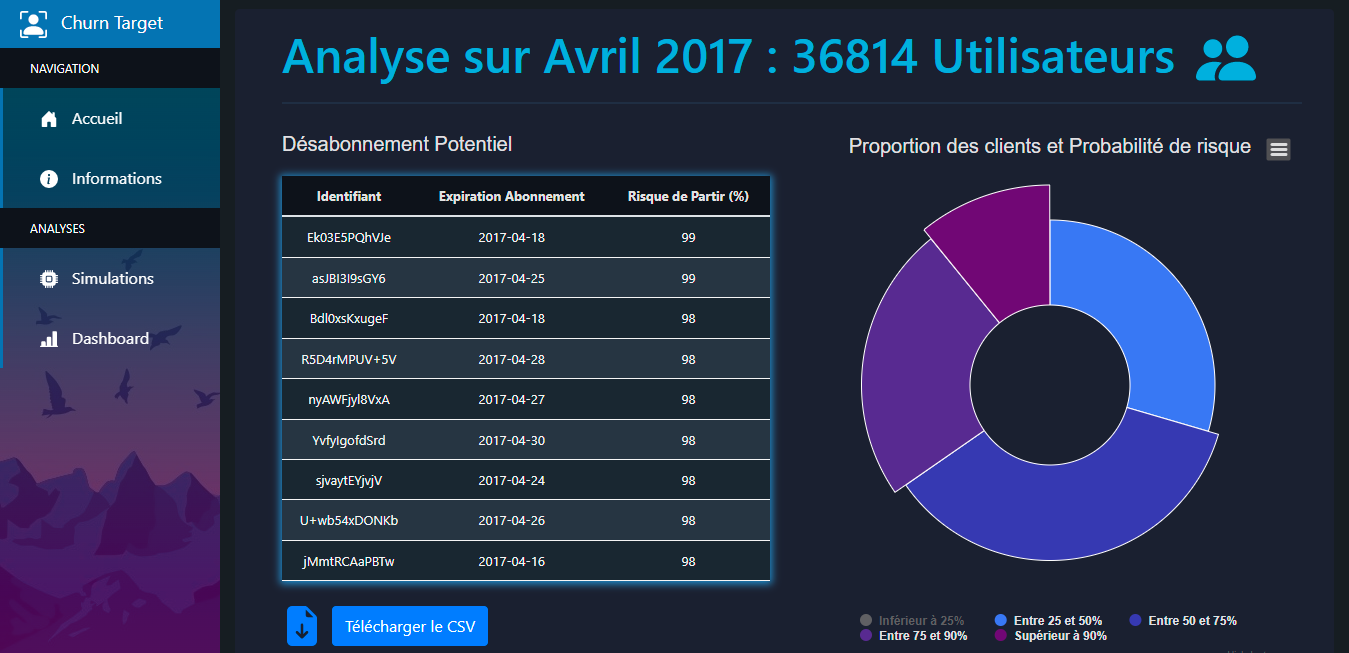 Churn Target
NAVIGATION
Accueil
Informations
ANALYSES
Simulations
Dashboard
Analyse sur Avril 2017 : 36814 Utilisateurs
Désabonnement Potentiel
Identifiant Expiration Abonnement Risque de Partir (%)
Ek03E5PQhVJe 2017-04-18 99
asJBI3I9sGY6 2017-04-25 99
Bdl0xsKxugeF 2017-04-18 98
R5D4rMPUV+5V 2017-04-28 98
nyAWFjyl8VxA 2017-04-27 98
YvfyIgofdSrd 2017-04-30 98
sjvaytEYjvjV 2017-04-24 98
U+wb54xDONKb 2017-04-26 98
jMmtRCAaPBTw 2017-04-16 98
Télécharger le CSV
Proportion des clients et Probabilité de risque
Inférieur à 25% Entre 25 et 50% Entre 50 et 75%
Entre 75 et 90% Supérieur à 90%